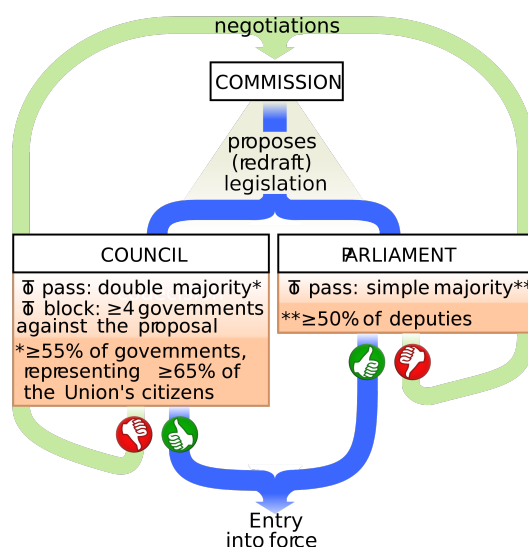 negotiations
COMMISSION
proposes
(redraft)
legislation
COUNCIL
To pass: double majority*
To block: ≥4 governments
against the proposal
*≥55% of governments,
representing ≥65% of
the Union's citizens
PARLIAMENT
To pass: simple majority**
**≥50% of deputies
Entry
into force